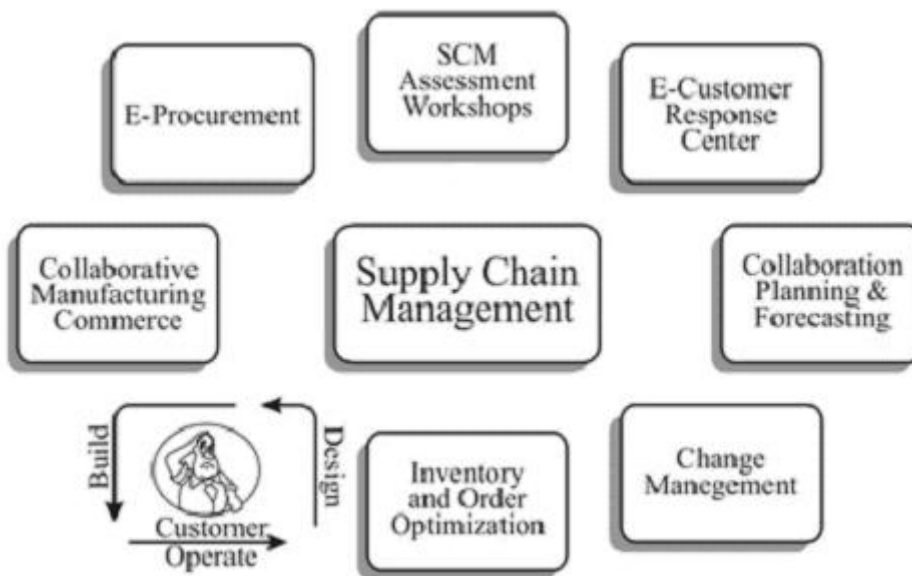 SCM
Assessment
Workshops
E-Procurement
E-Customer
Response
Center
Collaborative
Manufacturing
Commerce
Supply Chain
Management
Collaboration
Planning &
Forecasting
Build
Design
Customer
Operate
Inventory
and Order
Optimization
Change
Manegement